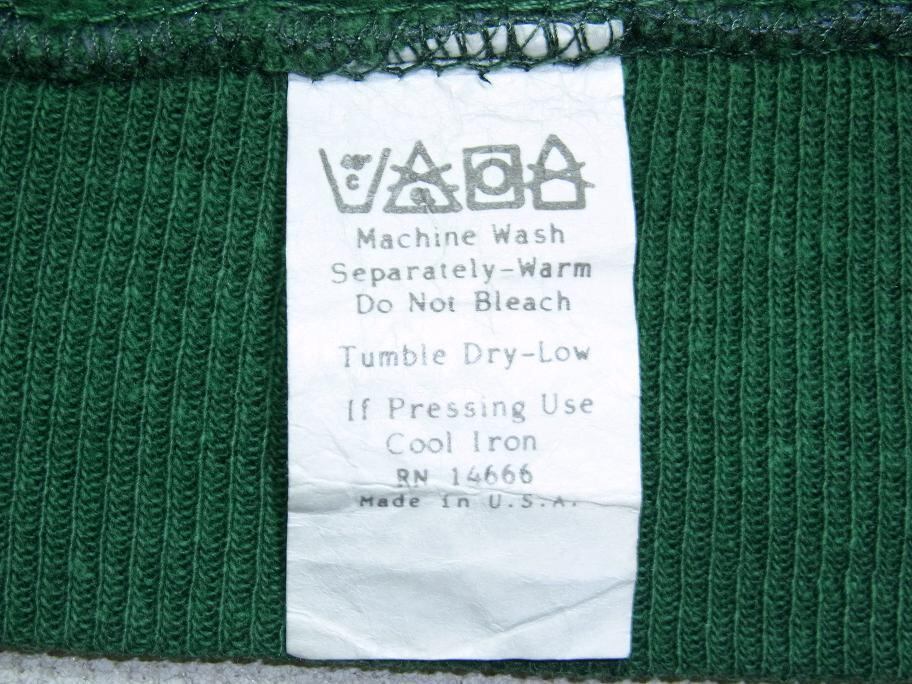 C
Machine Wash
Separately-Warm
Do Not Bleach
Tumble Dry-Low
If Pressing Use
Cool Iron
RN 14666
Made in U.S.A.